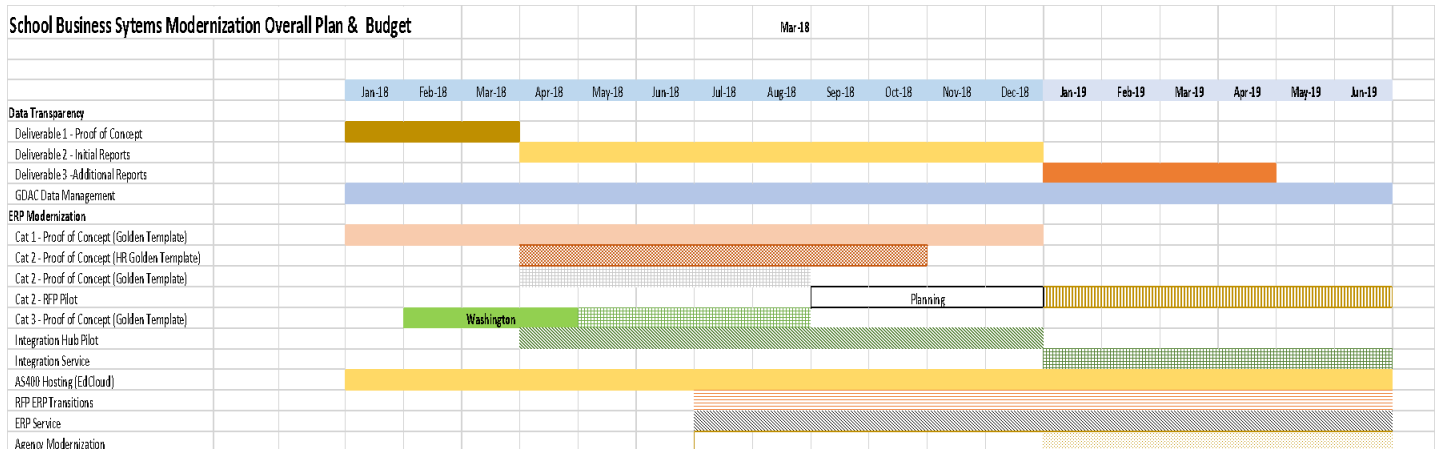 School Business Sytems Modernization Overall Plan & Budget Mar-18
Jan-18 Feb-18 Mar-18 Apr-18 May-18 Jun-18 Jul-18 Aug-18 Sep-18 Oct-18 Nov-18 Dec-18 Jan-19 Feb-19 Mar-19 Apr-19 May-19 Jun-19
Data Transparency
Deliverable 1 - Proof of Concept
Deliverable 2 - Initial Reports
Deliverable 3 -Additional Reports
GDAC Data Management
ERP Modernization
Cat 1 - Proof of Concept (Golden Template)
Cat 2 - Proof of Concept (HR Golden Template)
Cat 2 - Proof of Concept (Golden Template)
Cat 2 - RFP Pilot Planning
Cat 3 - Proof of Concept (Golden Template) Washington
Integration Hub Pilot
Integration Service
AS400 Hosting (EdCloud)
RFP ERP Transitions
ERP Service
Agency Modernization